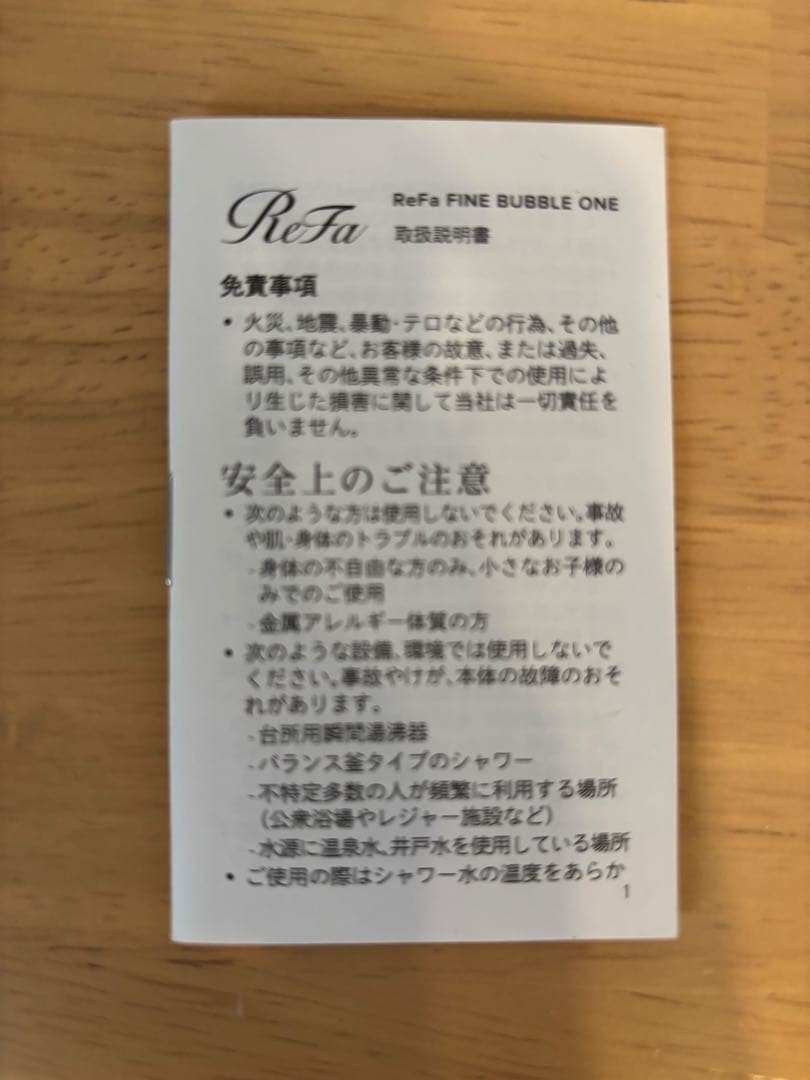 ReFa
ReFa FINE BUBBLE ONE
取扱説明書
免責事項
• 火災、地震、暴動・テロなどの行為、その他
の事項など、お客様の故意、または過失、
誤用、その他異常な条件下での使用によ
り生じた損害に関して当社は一切責任を
負いません。
安全上のご注意
• 次のような方は使用しないでください。事故
や肌・身体のトラブルのおそれがあります。
-身体の不自由な方のみ、小さなお子様の
みでのご使用
-金属アレルギー体質の方
• 次のような設備、環境では使用しないで
ください。事故やけが、本体の故障のおそ
れがあります。
-台所用瞬間湯沸器
-バランス釜タイプのシャワー
-不特定多数の人が頻繁に利用する場所
(公衆浴場やレジャー施設など)
-水源に温泉水、井戸水を使用している場所
• ご使用の際はシャワー水の温度をあらか
1